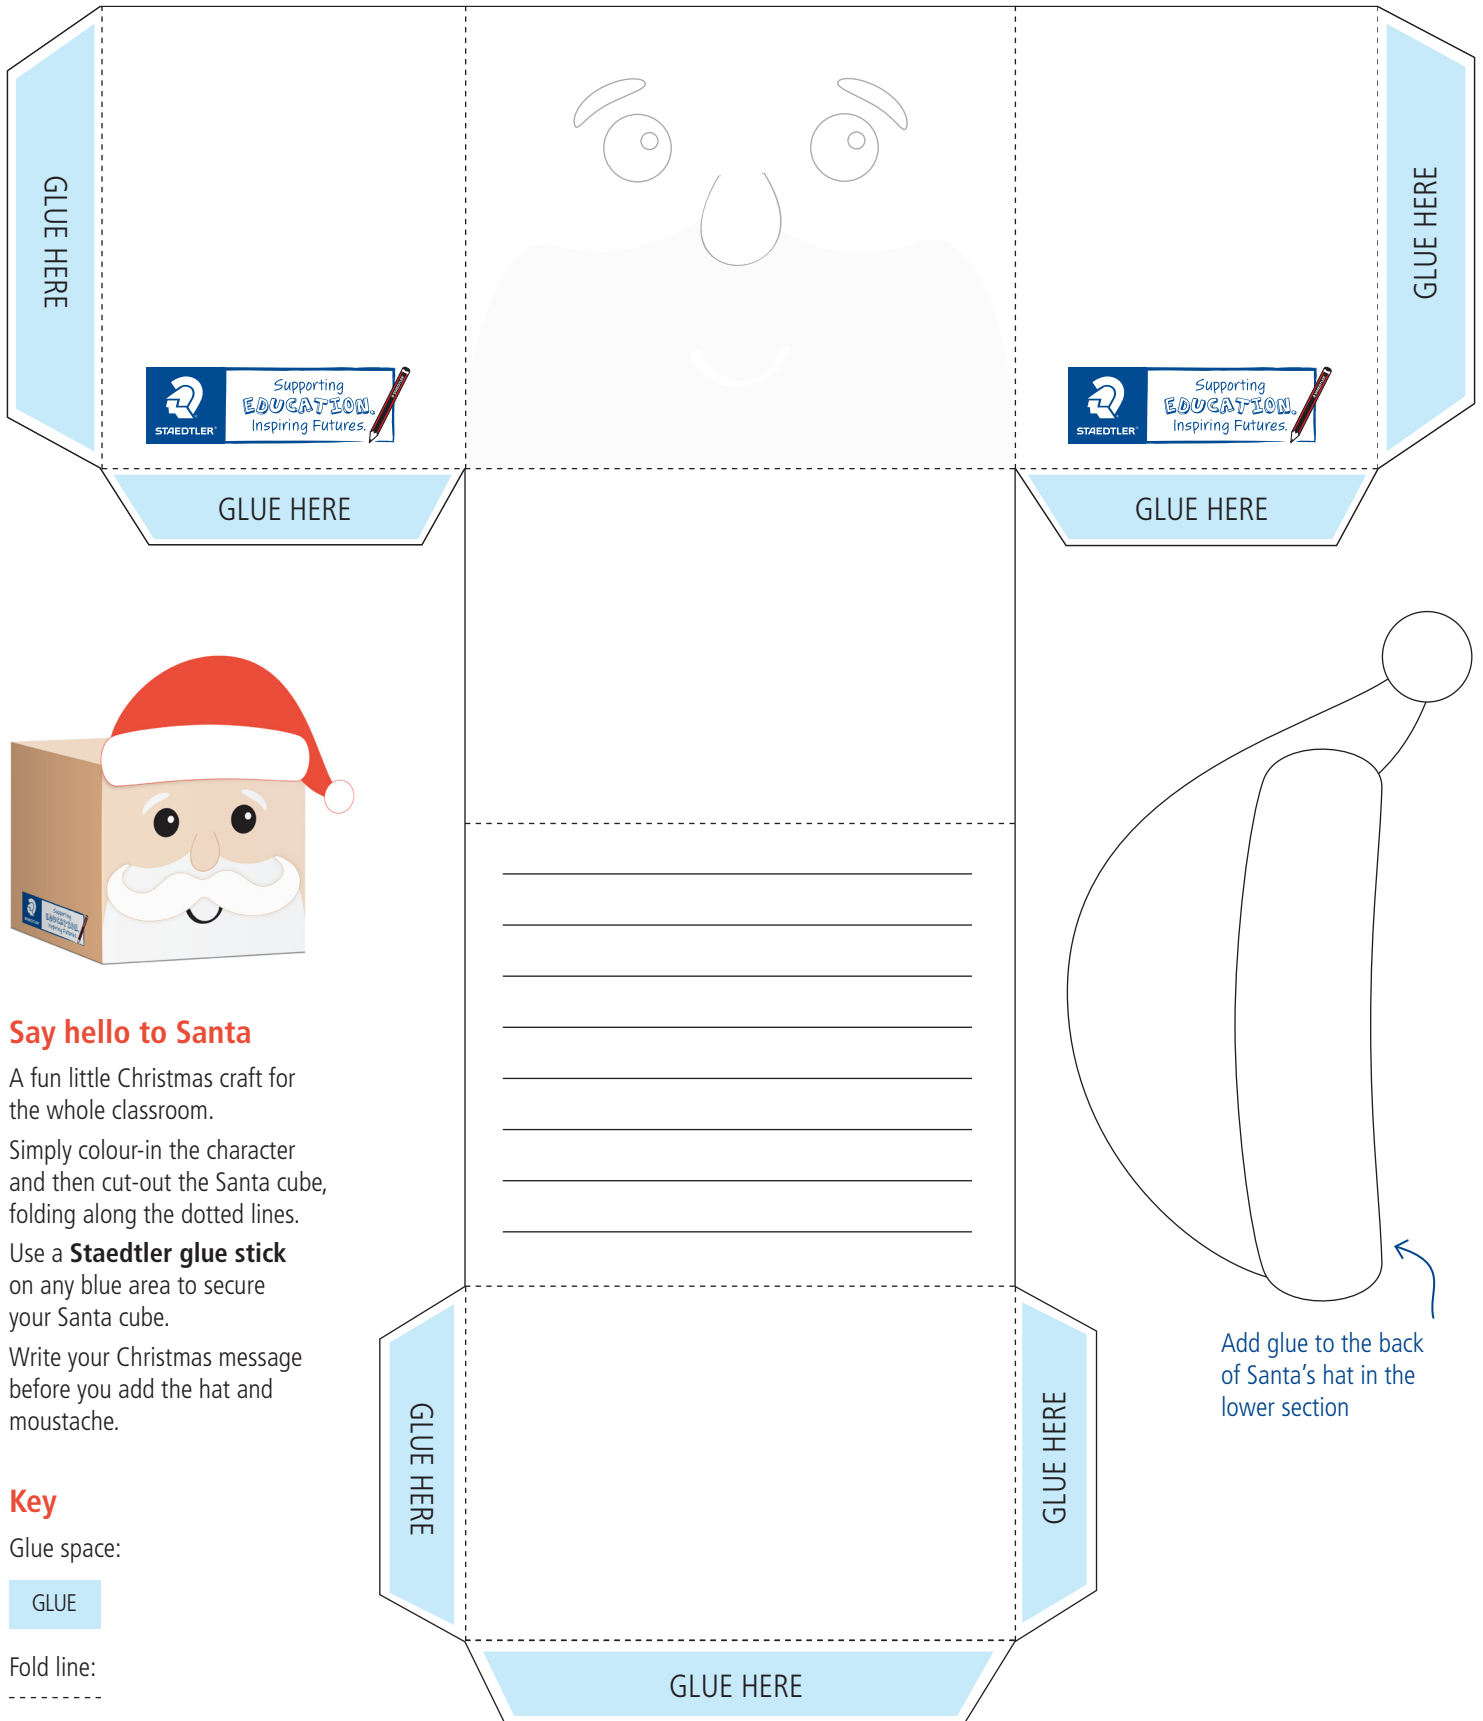 GLUE HERE
GLUE HERE
STAEDTLER
Supporting
EDUCATION.
Inspiring Futures.
STAEDTLER
Supporting
EDUCATION.
Inspiring Futures.
GLUE HERE
GLUE HERE
Supporting
EDUCATION.
Inspiring Futures.
Say hello to Santa
A fun little Christmas craft for
the whole classroom.
Simply colour-in the character
and then cut-out the Santa cube,
folding along the dotted lines.
Use a Staedtler glue stick
on any blue area to secure
your Santa cube.
Write your Christmas message
before you add the hat and
moustache.
Key
Glue space:
GLUE
Fold line:
GLUE HERE
GLUE HERE
Add glue to the back
of Santa's hat in the
lower section
GLUE HERE